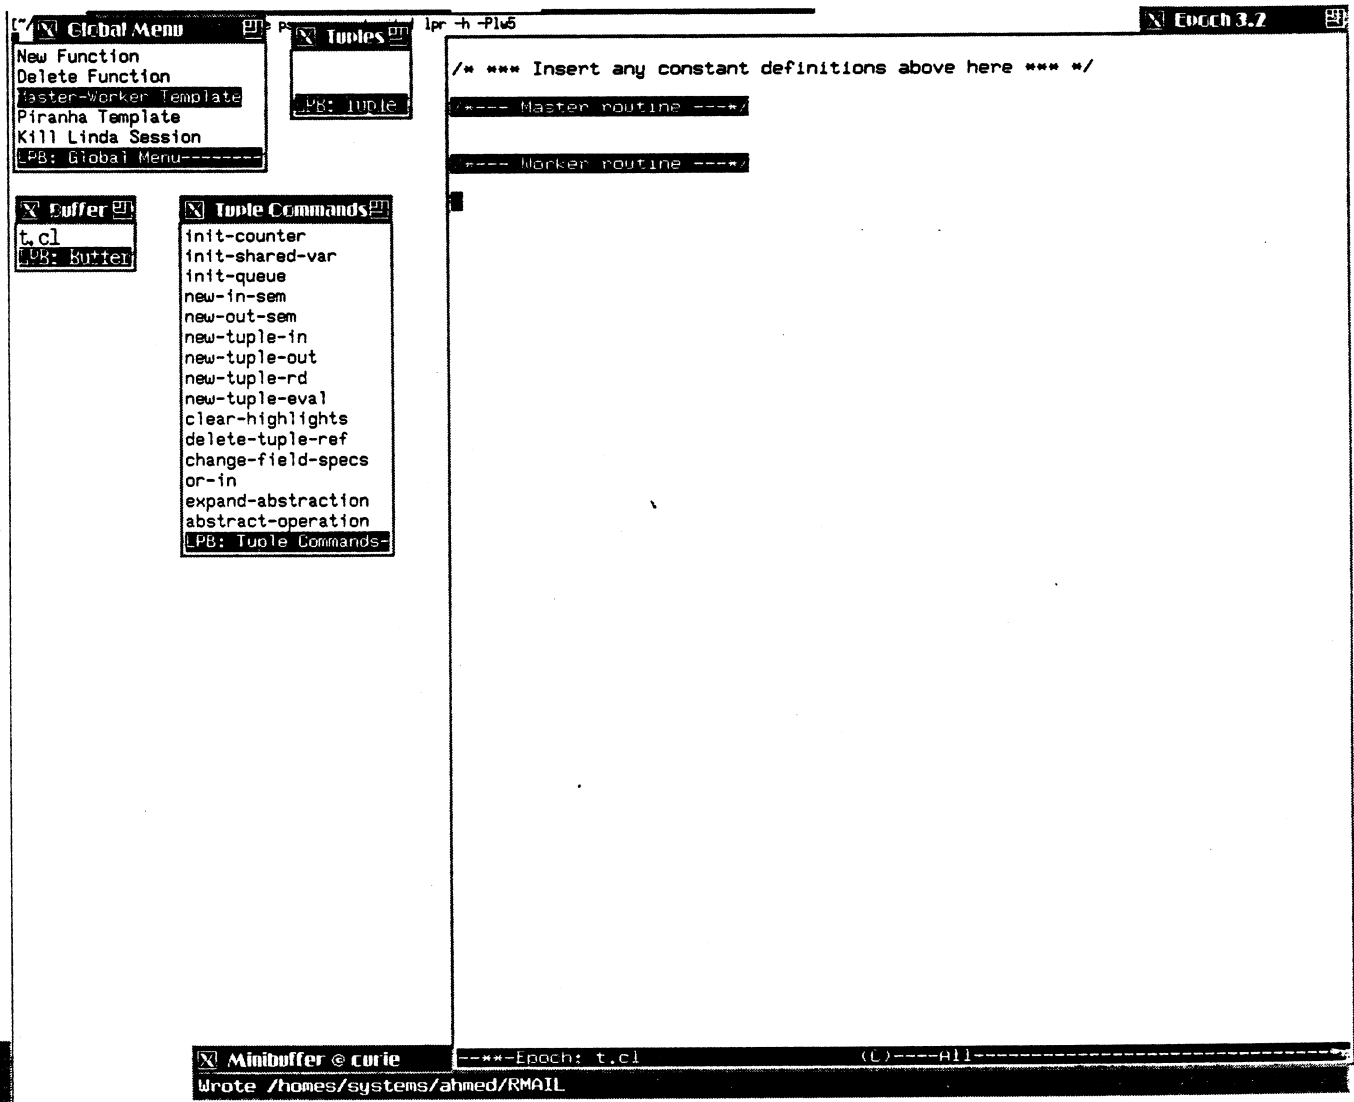 Global Menu
New Function
Delete Function
Master-Worker Template
Piranha Template
Kill Linda Session
LPB: Global Menu--------
Tuples
LPB: Tuple
lpr -h -Plw5
Buffer
t.cl
LPB: Buffer
Tuple Commands
init-counter
init-shared-var
init-queue
new-in-sem
new-out-sem
new-tuple-in
new-tuple-out
new-tuple-rd
new-tuple-eval
clear-highlights
delete-tuple-ref
change-field-specs
or-in
expand-abstraction
abstract-operation
LPB: Tuple Commands-
Epoch 3.2
/* *** Insert any constant definitions above here *** */
/*---- Master routine ---*/
/*---- Worker routine ---*/
--**-Epoch: t.cl (C)----All----------------------------------
Minibuffer @ curie
Wrote /homes/systems/ahmed/RMAIL